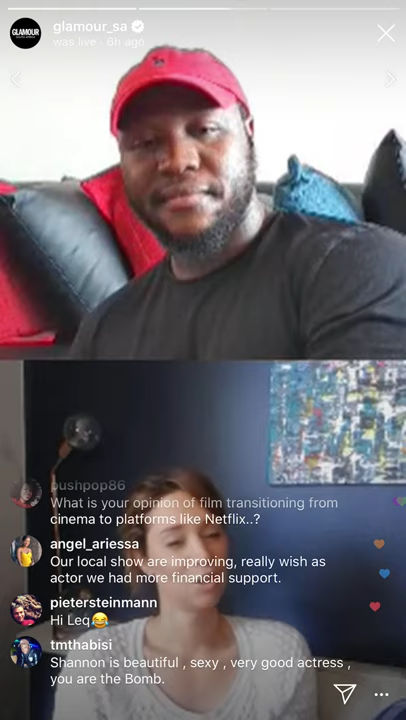 GLAMOUR
glamour_sa
was live · 6h ago
pushpop86
What is your opinion of film transitioning from
cinema to platforms like Netflix..?
angel_ariessa
Our local show are improving, really wish as
actor we had more financial support.
pietersteinmann
Hi Leq😂
tmthabisi
Shannon is beautiful , sexy , very good actress ,
you are the Bomb.